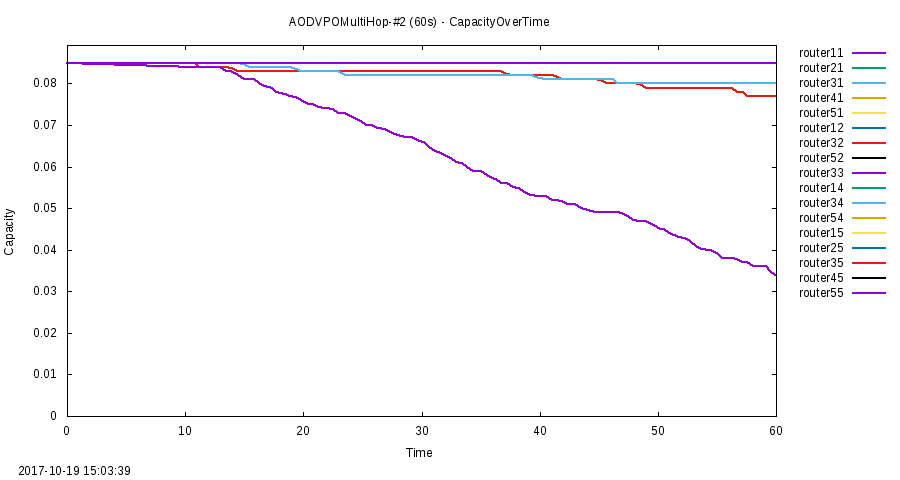 AODVPOMultiHop-#2 (60s) - CapacityOverTime
router11
router21
router31
router41
router51
router12
router32
router52
router33
router14
router34
router54
router15
router25
router35
router45
router55
0.08
0.07
0.06
0.05
0.04
0.03
0.02
0.01
0
Capacity
0 10 20 30 40 50 60
Time
2017-10-19 15:03:39